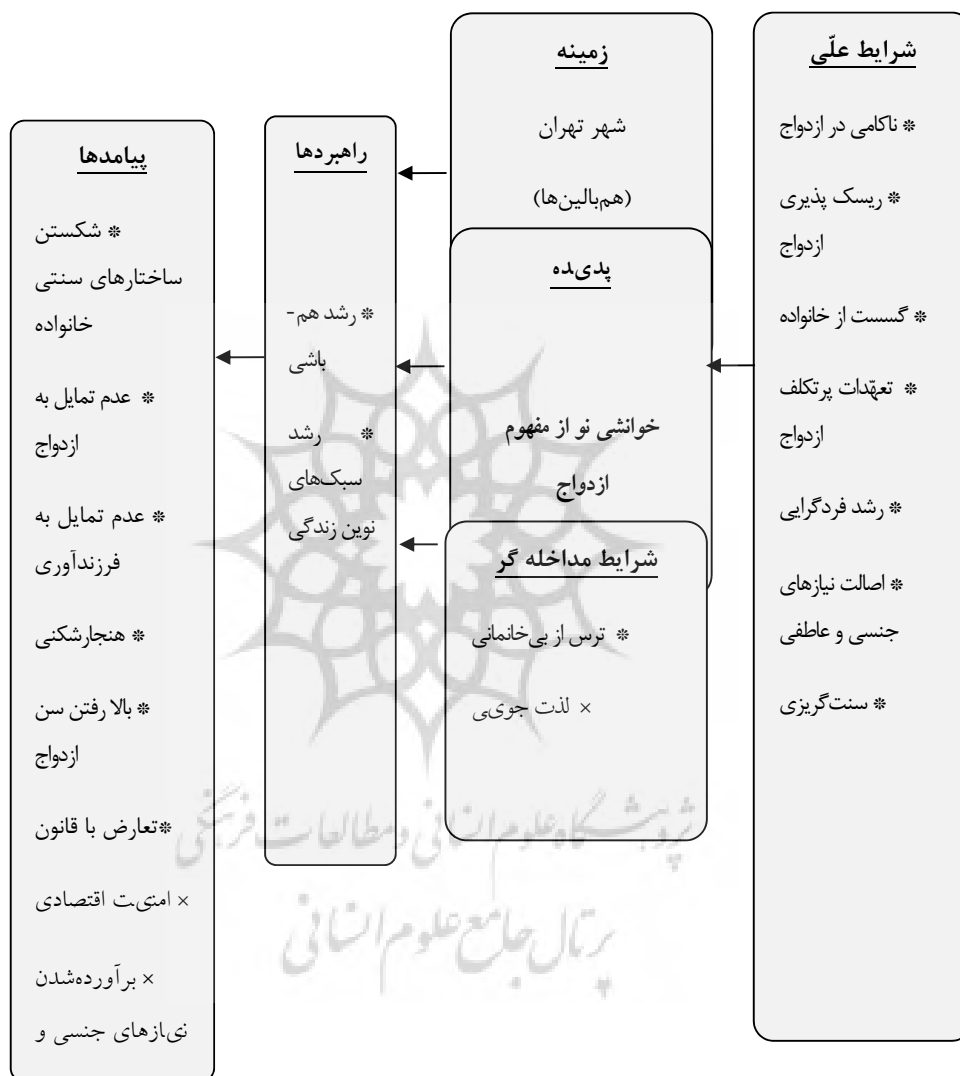 شرایط علّی
* ناکامی در ازدواج
* ریسک پذیری
ازدواج
* گسست از خانواده
* تعهّدات پرتکلف
ازدواج
* رشد فردگرایی
* اصالت نیازهای
جنسی و عاطفی
* سنت‌گریزی
زمینه
شهر تهران
(هم‌بالین‌ها)
پدیده
خوانشی نو از مفهوم
ازدواج
شرایط مداخله گر
* ترس از بی‌خانمانی
× لذت جویی
راهبردها
* رشد هم-
باشی
* رشد
سبک‌های
نوین زندگی
پیامدها
* شکستن
ساختارهای سنتی
خانواده
* عدم تمایل به
ازدواج
* عدم تمایل به
فرزندآوری
* هنجارشکنی
* بالا رفتن سن
ازدواج
*تعارض با قانون
× امنیت اقتصادی
× برآورده‌شدن
نیازهای جنسی و
پژوهشگاه علوم انسانی و مطالعات فرهنگی
پرتال جامع علوم انسانی